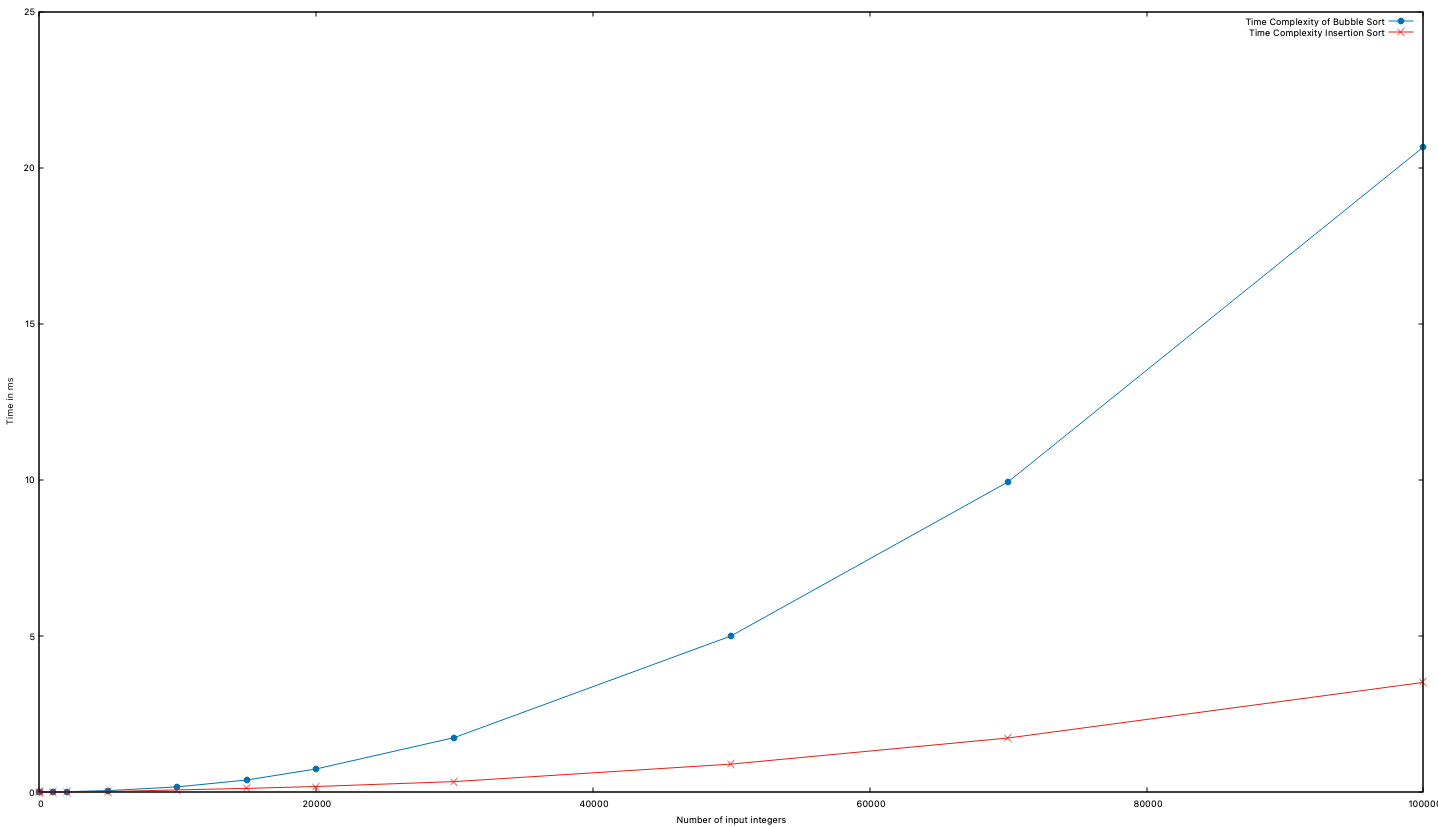 25
20
15
10
5
0
Time in ms
Time Complexity of Bubble Sort
Time Complexity Insertion Sort
0 20000 40000 60000 80000 100000
Number of input integers